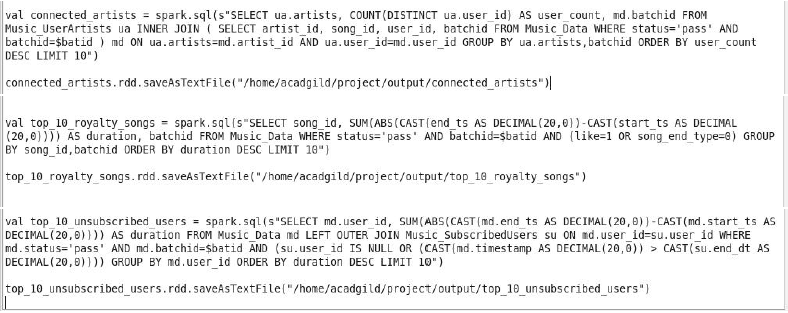 val connected_artists = spark.sql(s"SELECT ua.artists, COUNT(DISTINCT ua.user_id) AS user_count, md.batchid FROM
Music_UserArtists ua INNER JOIN ( SELECT artist_id, song_id, user_id, batchid FROM Music_Data WHERE status='pass' AND
batchid=$batid ) md ON ua.artists=md.artist_id AND ua.user_id=md.user_id GROUP BY ua.artists,batchid ORDER BY user_count
DESC LIMIT 10")
connected_artists.rdd.saveAsTextFile("/home/acadgild/project/output/connected_artists")
val top_10_royalty_songs = spark.sql(s"SELECT song_id, SUM(ABS(CAST(end_ts AS DECIMAL(20,0))-CAST(start_ts AS DECIMAL
(20,0)))) AS duration, batchid FROM Music_Data WHERE status='pass' AND batchid=$batid AND (like=1 OR song_end_type=0) GROUP
BY song_id,batchid ORDER BY duration DESC LIMIT 10")
top_10_royalty_songs.rdd.saveAsTextFile("/home/acadgild/project/output/top_10_royalty_songs")
val top_10_unsubscribed_users = spark.sql(s"SELECT md.user_id, SUM(ABS(CAST(md.end_ts AS DECIMAL(20,0))-CAST(md.start_ts AS
DECIMAL(20,0)))) AS duration FROM Music_Data md LEFT OUTER JOIN Music_SubscribedUsers su ON md.user_id=su.user_id WHERE
md.status='pass' AND md.batchid=$batid AND (su.user_id IS NULL OR (CAST(md.timestamp AS DECIMAL(20,0)) > CAST(su.end_dt AS
DECIMAL(20,0)))) GROUP BY md.user_id ORDER BY duration DESC LIMIT 10")
top_10_unsubscribed_users.rdd.saveAsTextFile("/home/acadgild/project/output/top_10_unsubscribed_users")